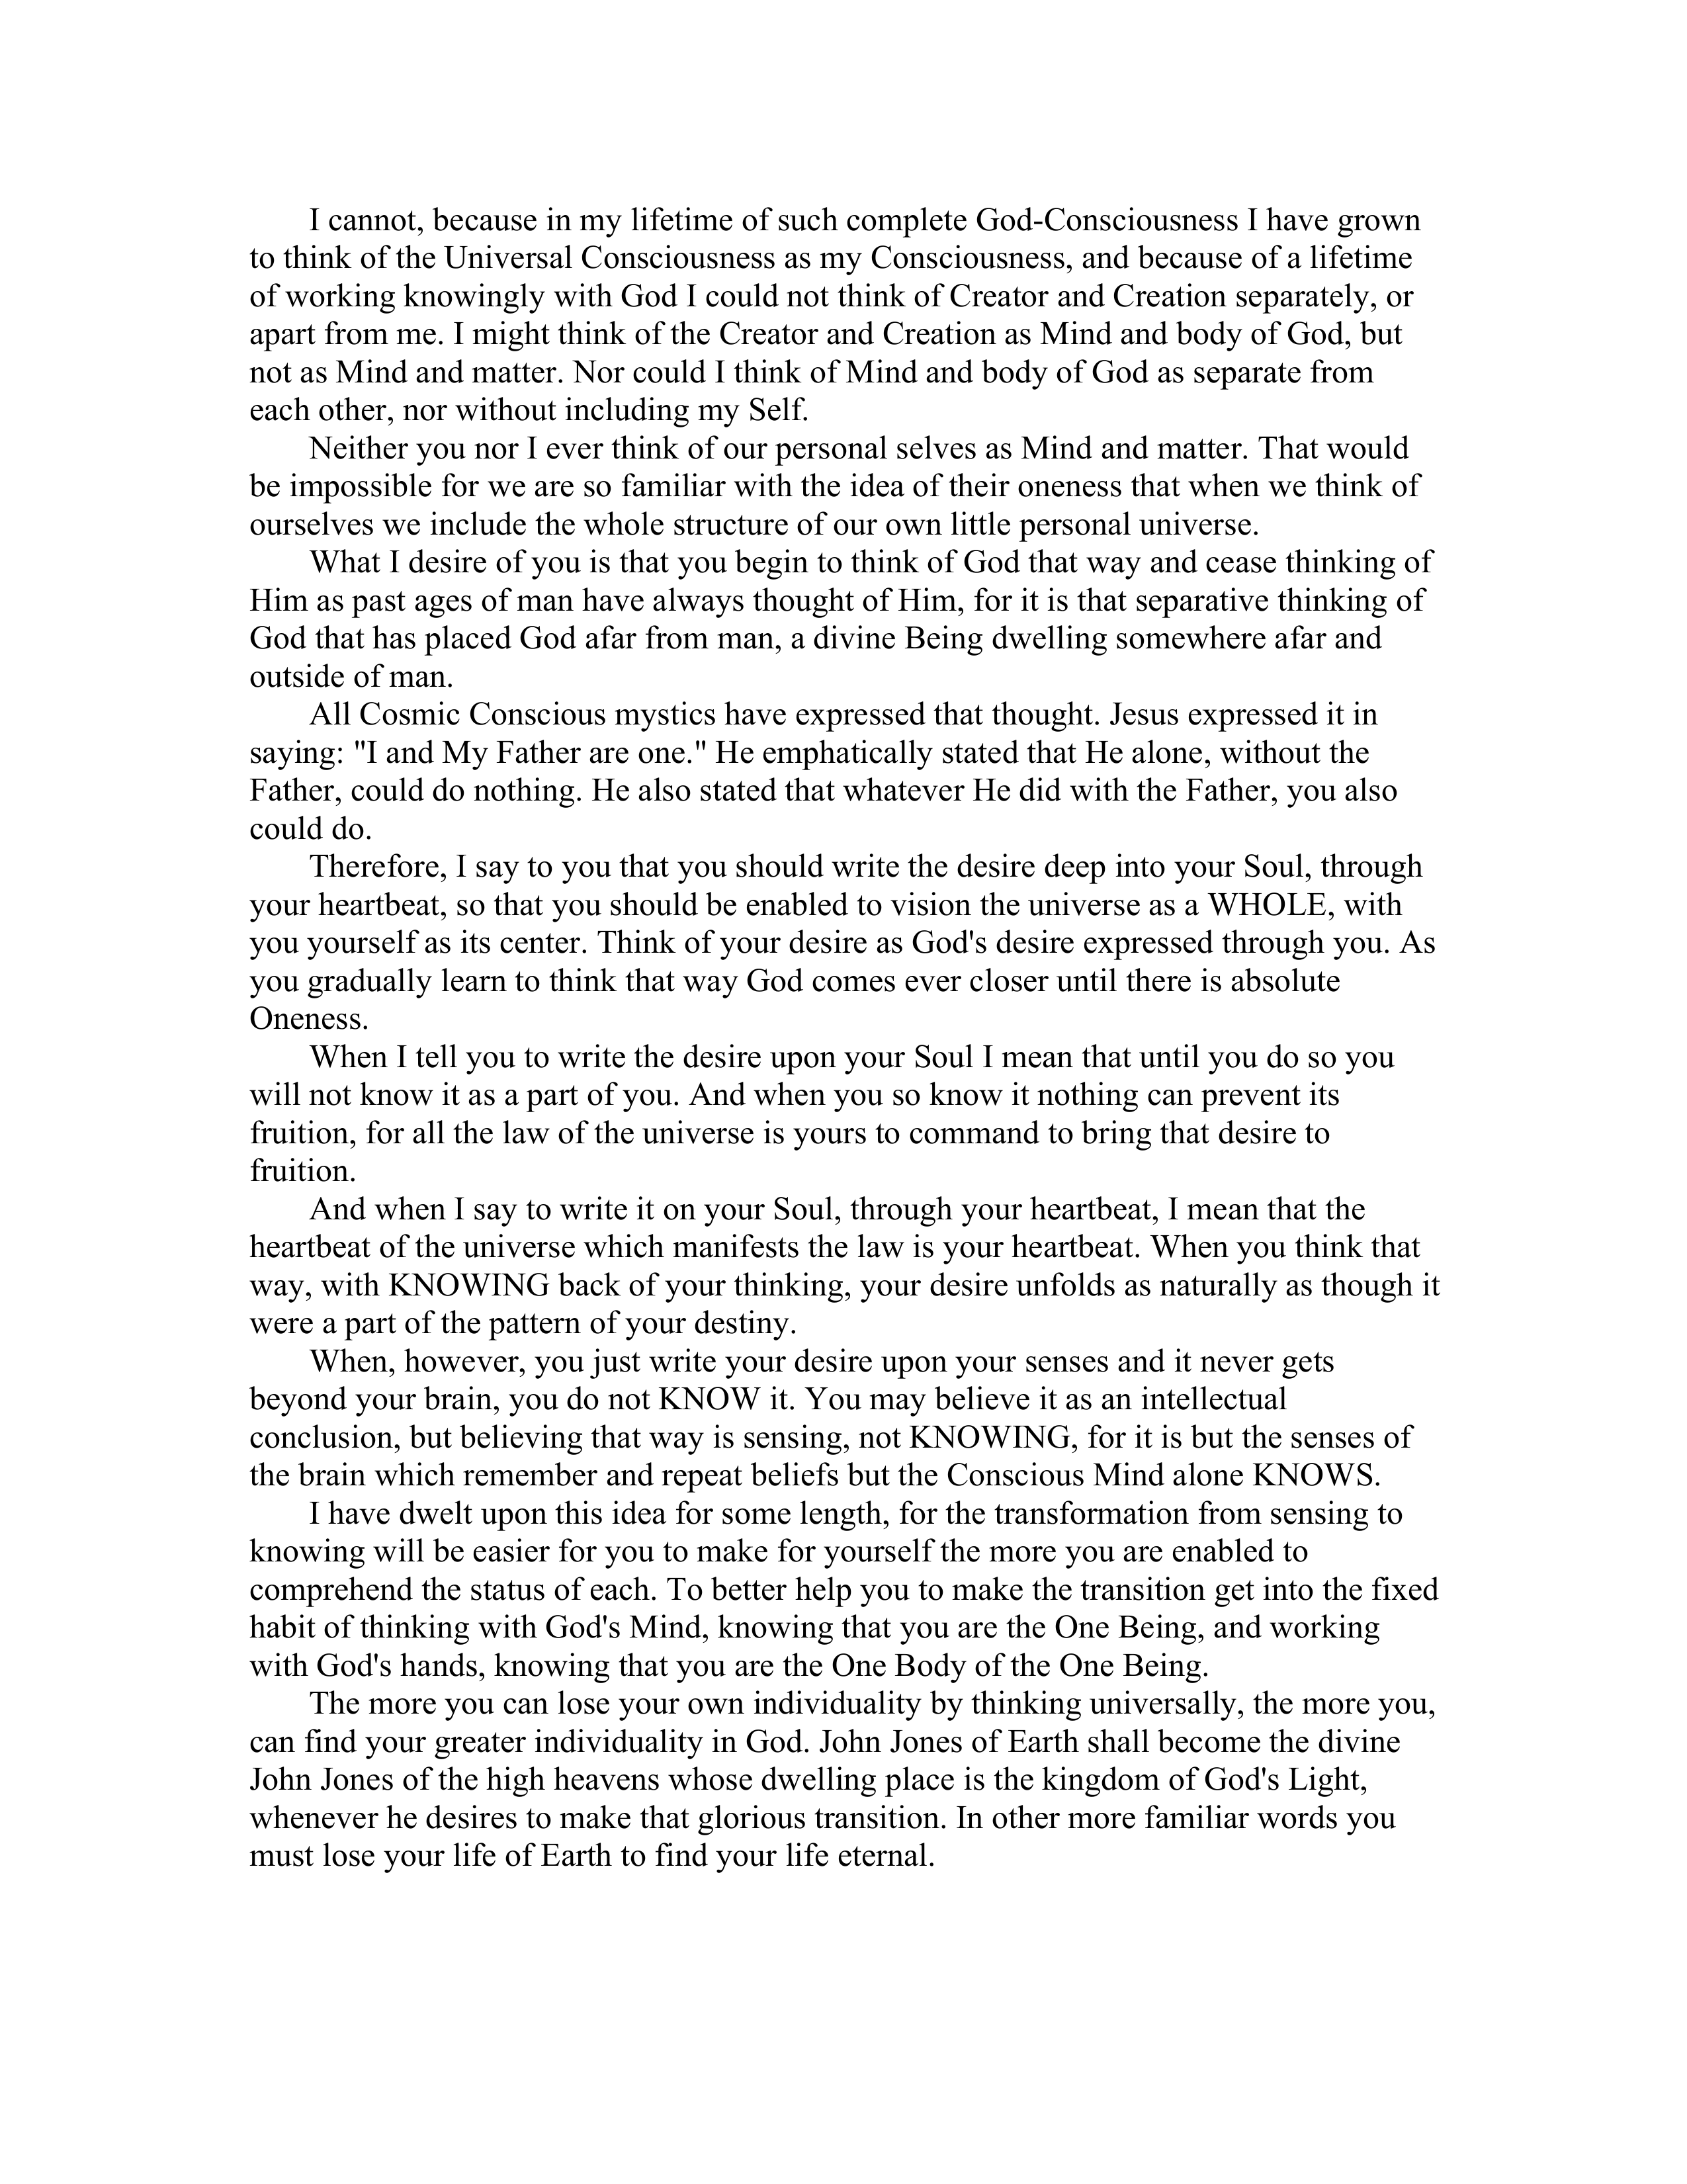 I cannot, because in my lifetime of such complete God-Consciousness I have grown
to think of the Universal Consciousness as my Consciousness, and because of a lifetime
of working knowingly with God I could not think of Creator and Creation separately, or
apart from me. I might think of the Creator and Creation as Mind and body of God, but
not as Mind and matter. Nor could I think of Mind and body of God as separate from
each other, nor without including my Self.
Neither you nor I ever think of our personal selves as Mind and matter. That would
be impossible for we are so familiar with the idea of their oneness that when we think of
ourselves we include the whole structure of our own little personal universe.
What I desire of you is that you begin to think of God that way and cease thinking of
Him as past ages of man have always thought of Him, for it is that separative thinking of
God that has placed God afar from man, a divine Being dwelling somewhere afar and
outside of man.
All Cosmic Conscious mystics have expressed that thought. Jesus expressed it in
saying: "I and My Father are one." He emphatically stated that He alone, without the
Father, could do nothing. He also stated that whatever He did with the Father, you also
could do.
Therefore, I say to you that you should write the desire deep into your Soul, through
your heartbeat, so that you should be enabled to vision the universe as a WHOLE, with
you yourself as its center. Think of your desire as God's desire expressed through you. As
you gradually learn to think that way God comes ever closer until there is absolute
Oneness.
When I tell you to write the desire upon your Soul I mean that until you do so you
will not know it as a part of you. And when you so know it nothing can prevent its
fruition, for all the law of the universe is yours to command to bring that desire to
fruition.
And when I say to write it on your Soul, through your heartbeat, I mean that the
heartbeat of the universe which manifests the law is your heartbeat. When you think that
way, with KNOWING back of your thinking, your desire unfolds as naturally as though it
were a part of the pattern of your destiny.
When, however, you just write your desire upon your senses and it never gets
beyond your brain, you do not KNOW it. You may believe it as an intellectual
conclusion, but believing that way is sensing, not KNOWING, for it is but the senses of
the brain which remember and repeat beliefs but the Conscious Mind alone KNOWS.
I have dwelt upon this idea for some length, for the transformation from sensing to
knowing will be easier for you to make for yourself the more you are enabled to
comprehend the status of each. To better help you to make the transition get into the fixed
habit of thinking with God's Mind, knowing that you are the One Being, and working
with God's hands, knowing that you are the One Body of the One Being.
The more you can lose your own individuality by thinking universally, the more you,
can find your greater individuality in God. John Jones of Earth shall become the divine
John Jones of the high heavens whose dwelling place is the kingdom of God's Light,
whenever he desires to make that glorious transition. In other more familiar words you
must lose your life of Earth to find your life eternal.